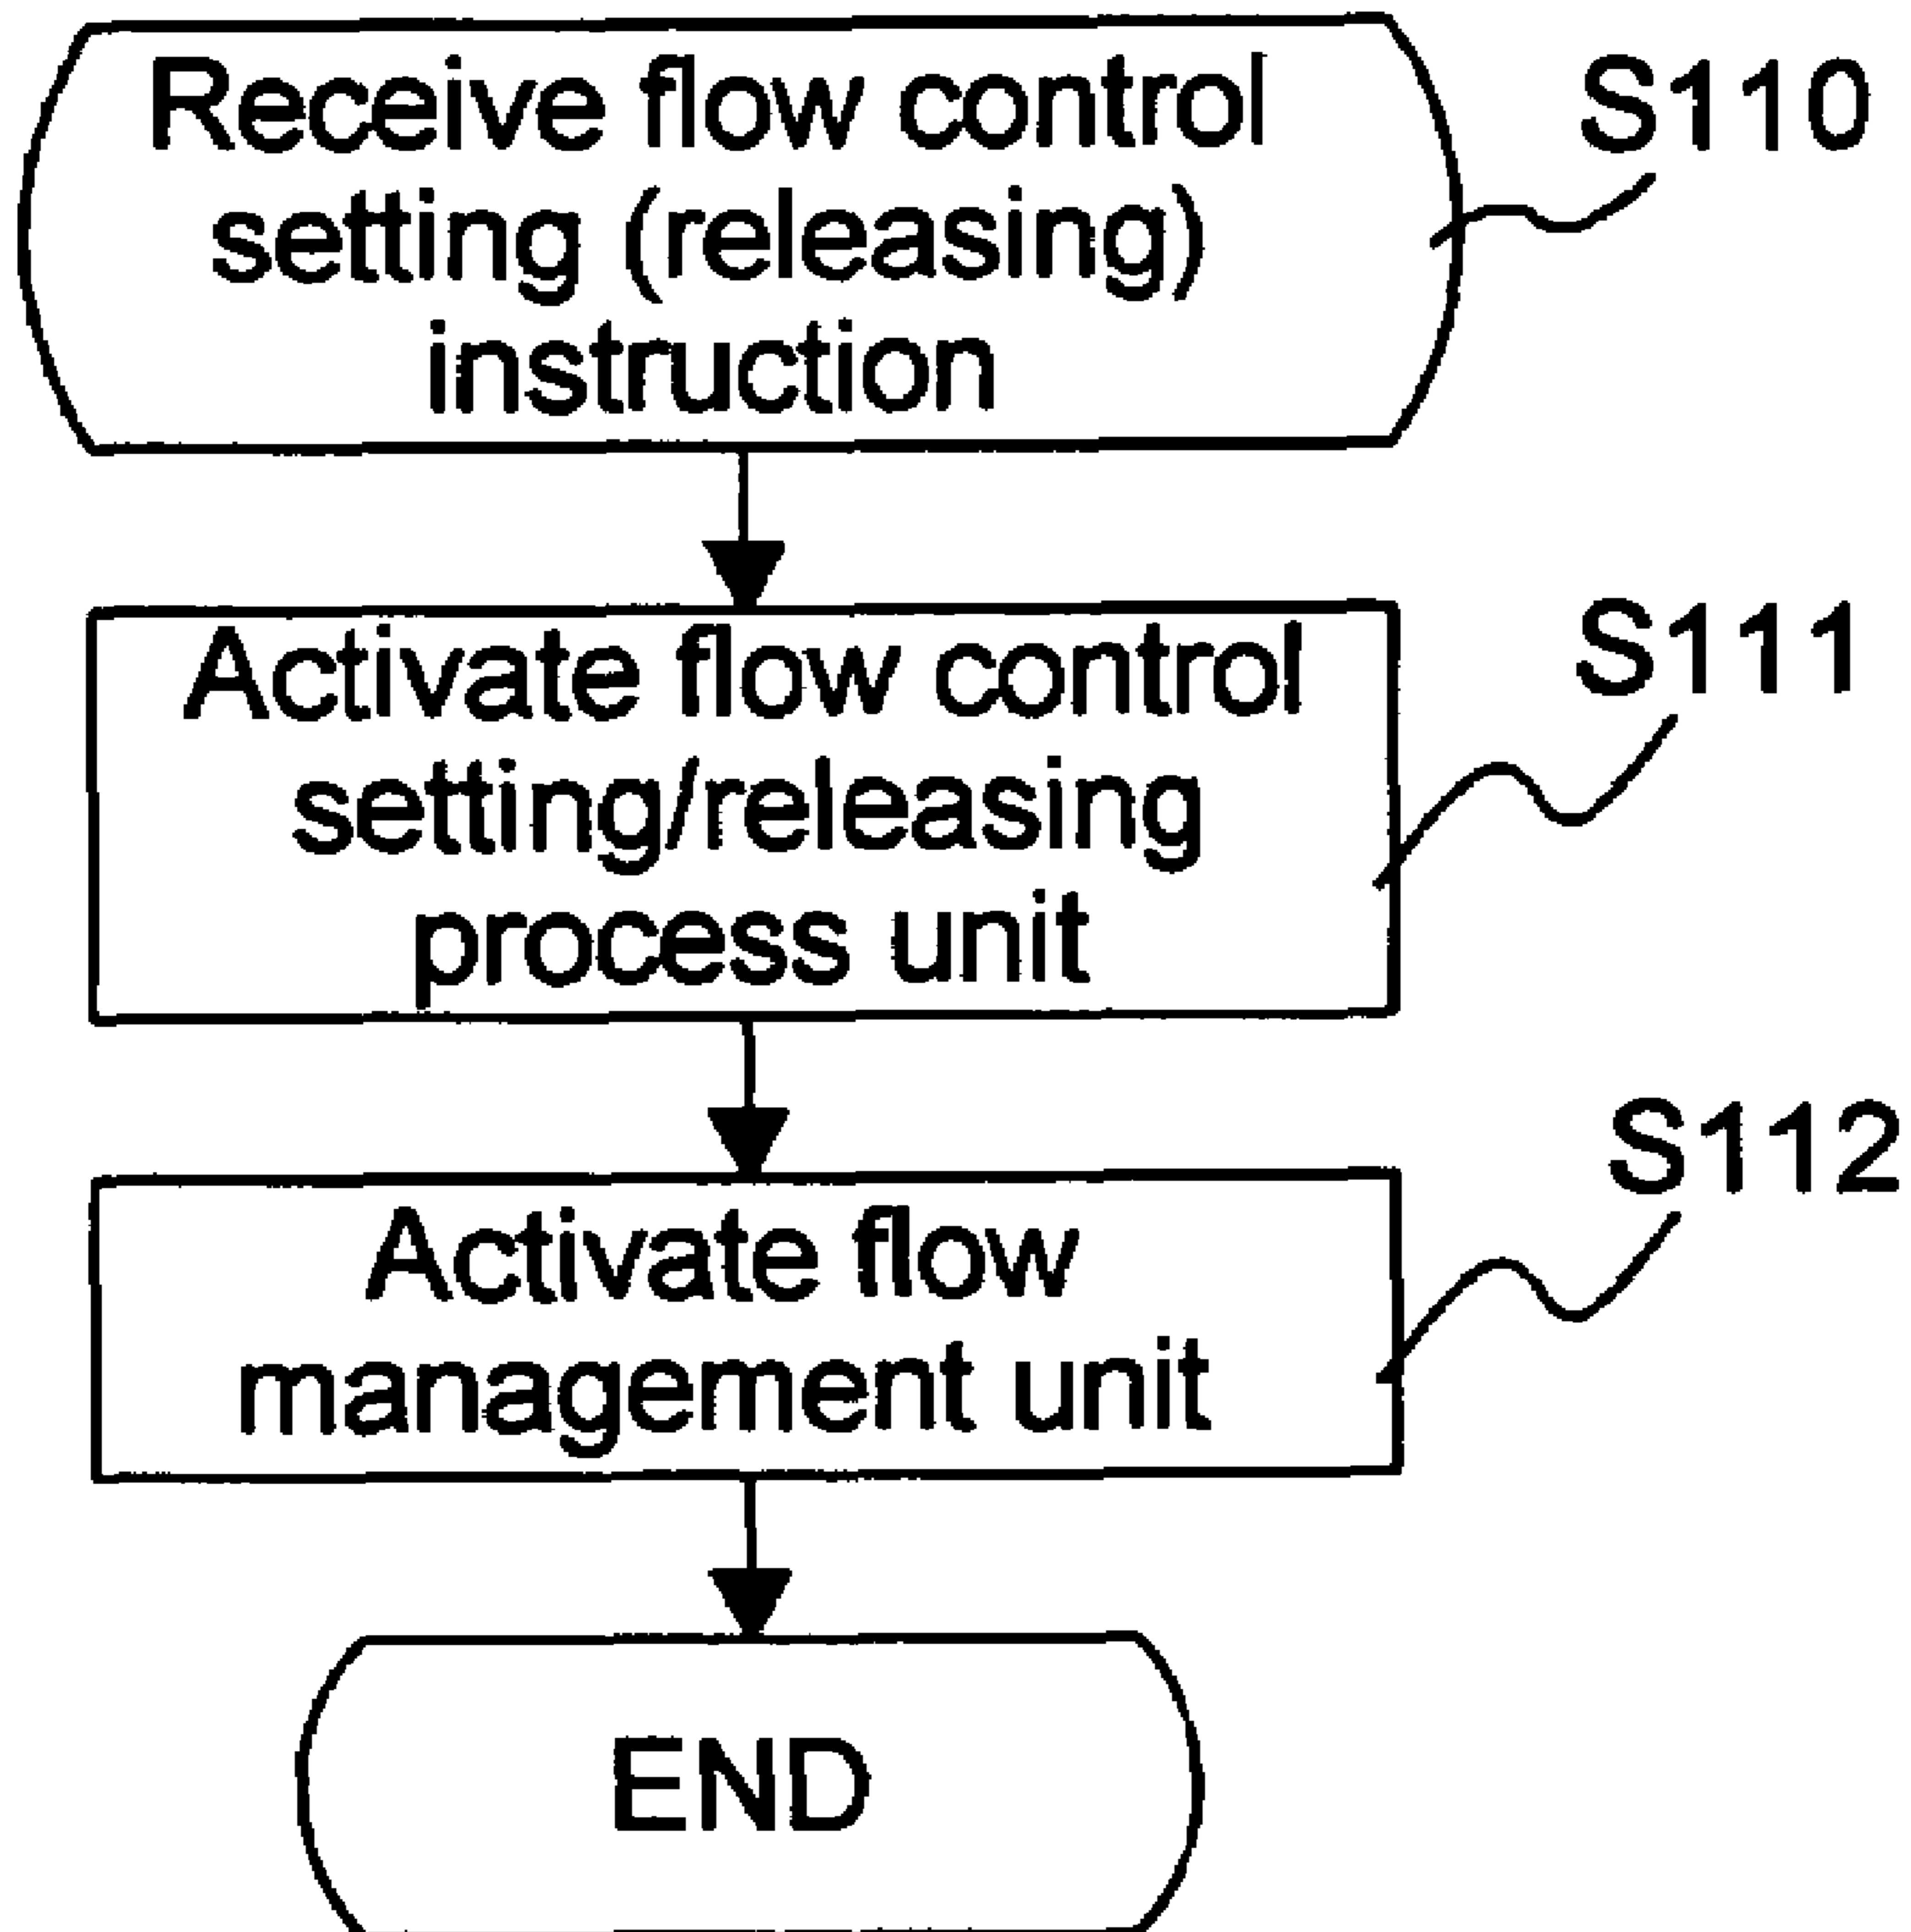 Receive flow control
setting (releasing)
instruction
S110
Activate flow control
setting/releasing
process unit
S111
Activate flow
management unit
S112
END